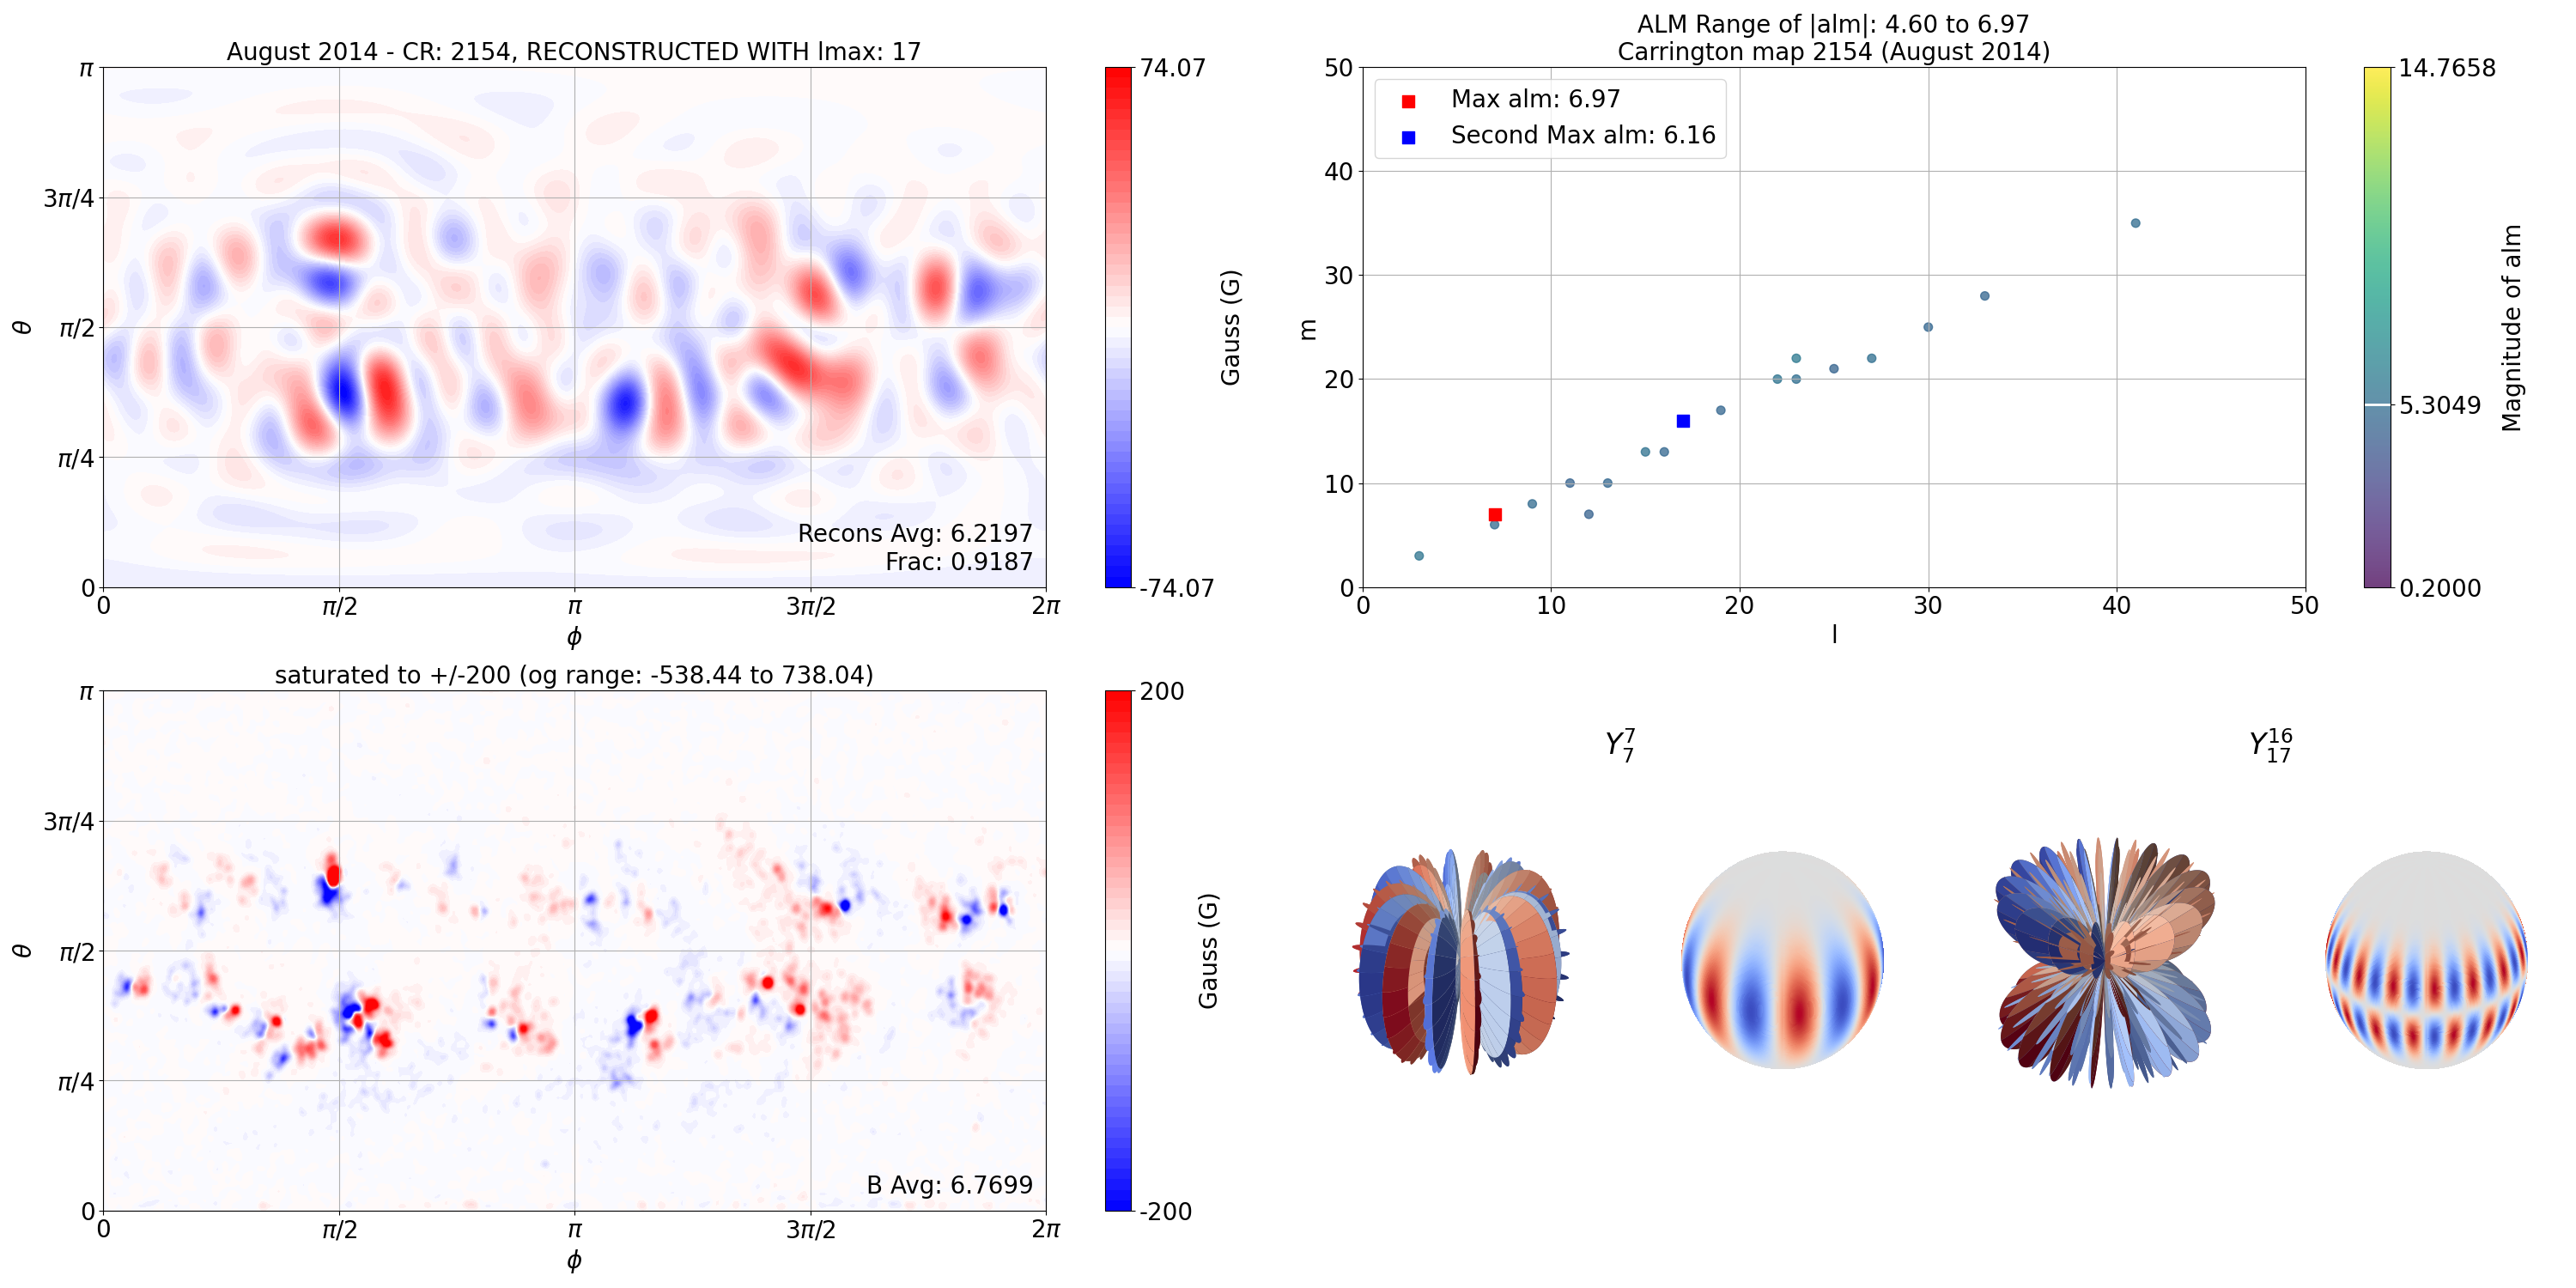 August 2014 - CR: 2154, RECONSTRUCTED WITH lmax: 17
π
3π/4
π/2
π/4
0
θ
0
π/2
π
3π/2
2π
ϕ
Recons Avg: 6.2197
Frac: 0.9187
74.07
-74.07
Gauss (G)
ALM Range of |alm|: 4.60 to 6.97
Carrington map 2154 (August 2014)
Max alm: 6.97
Second Max alm: 6.16
50
40
30
20
10
0
m
0
10
20
30
40
50
l
14.7658
5.3049
0.2000
Magnitude of alm
saturated to +/-200 (og range: -538.44 to 738.04)
π
3π/4
π/2
π/4
0
θ
0
π/2
π
3π/2
2π
ϕ
B Avg: 6.7699
200
-200
Gauss (G)
Y₇⁷
Y₁₇¹⁶